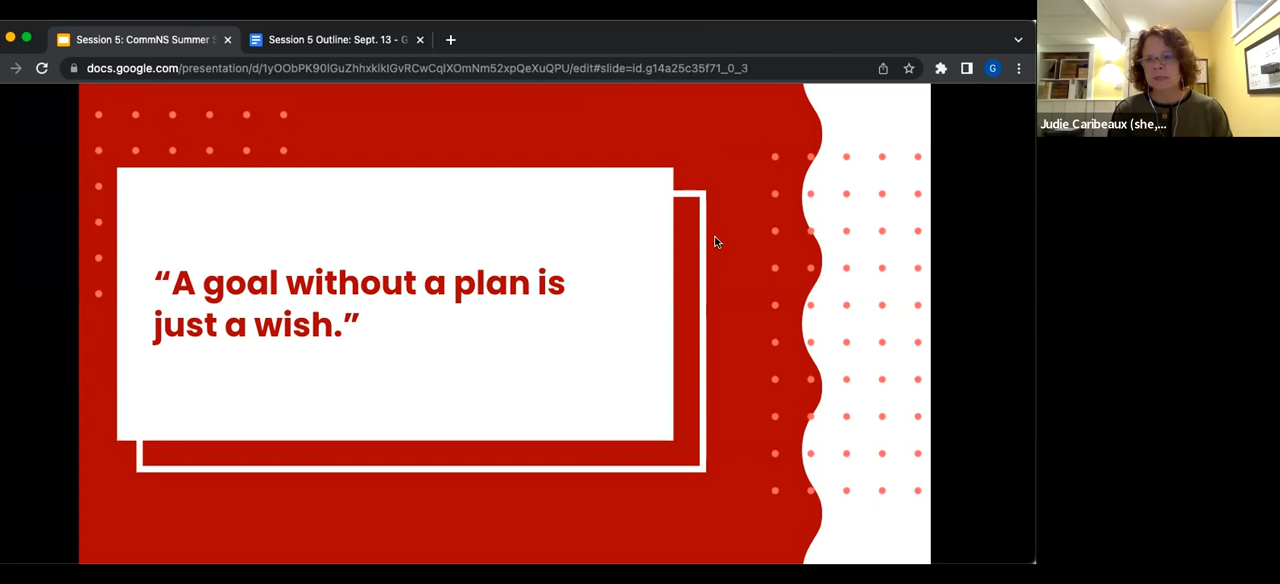 Session 5: CommNS Summer S
Session 5 Outline: Sept. 13 - G
docs.google.com/presentation/d/1yOObPK90lGuZhhxklkIGvRCwCqIXOnNm52xpQeXuQPU/edit#slide=id.g14a25c35f71_0_3
G
Judie Caribeaux (she,...
“A goal without a plan is
just a wish.”